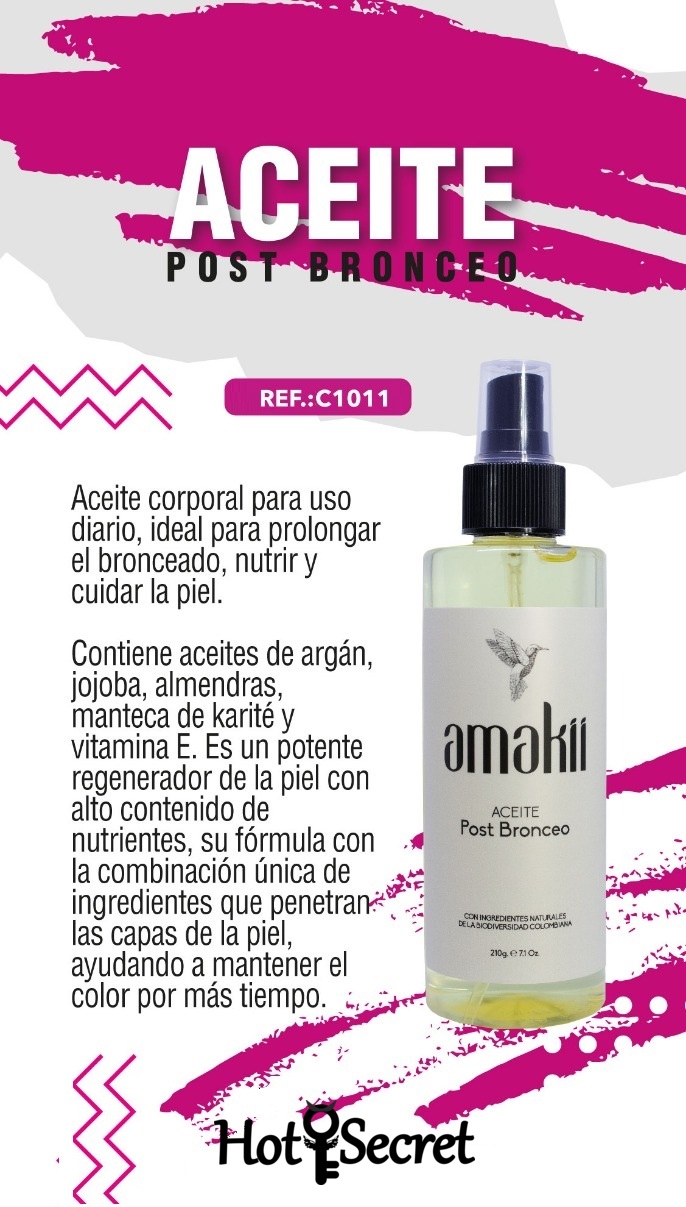 ACEITE
POST BRONCEO
REF.:C1011
Aceite corporal para uso
diario, ideal para prolongar
el bronceado, nutrir y
cuidar la piel.
Contiene aceites de argán,
jojoba, almendras,
manteca de karité y
vitamina E. Es un potente
regenerador de la piel con
alto contenido de
nutrientes, su fórmula con
la combinación única de
ingredientes que penetran
las capas de la piel,
ayudando a mantener el
color por más tiempo.
amakii
ACEITE
Post Bronceo
CON INGREDIENTES NATURALES
DE LA BIODIVERSIDAD COLOMBIANA
210g. ℮ 7.1 Oz.
Hot Secret